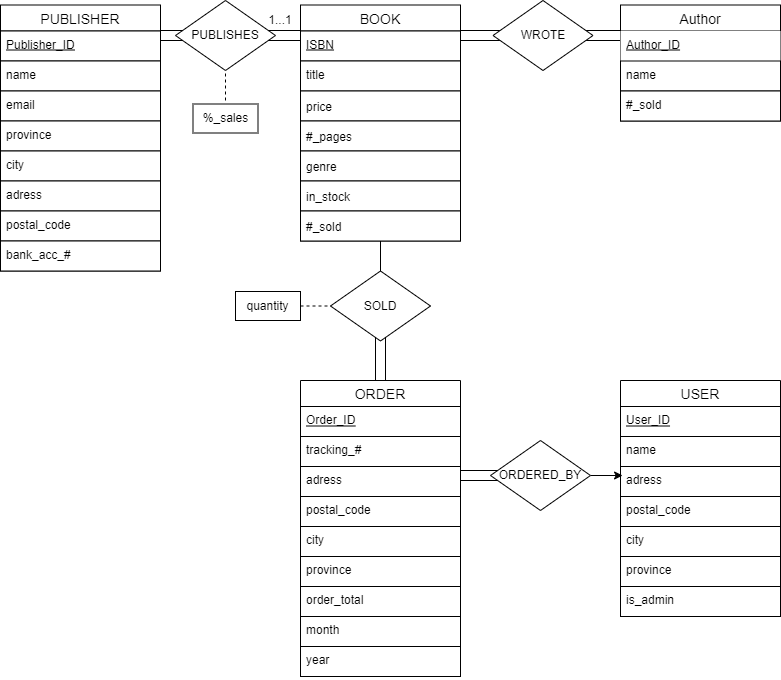 PUBLISHER
Publisher_ID
name
email
province
city
adress
postal_code
bank_acc_#
PUBLISHES
1...1
%_sales
BOOK
ISBN
title
price
#_pages
genre
in_stock
#_sold
WROTE
Author
Author_ID
name
#_sold
quantity
SOLD
ORDER
Order_ID
tracking_#
adress
postal_code
city
province
order_total
month
year
ORDERED_BY
USER
User_ID
name
adress
postal_code
city
province
is_admin